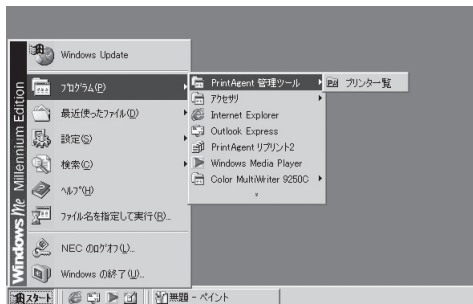 Windows Me Millennium Edition
Windows Update
プログラム(P)
最近使ったファイル(D)
設定(S)
検索(C)
ヘルプ(H)
ファイル名を指定して実行(R)...
NEC のログオフ(L)...
Windows の終了(U)...
PrintAgent 管理ツール
アクセサリ
Internet Explorer
Outlook Express
PrintAgent リプリント2
Windows Media Player
Color MultiWriter 9250C
プリンター覧
スタート
無題 - ペイント